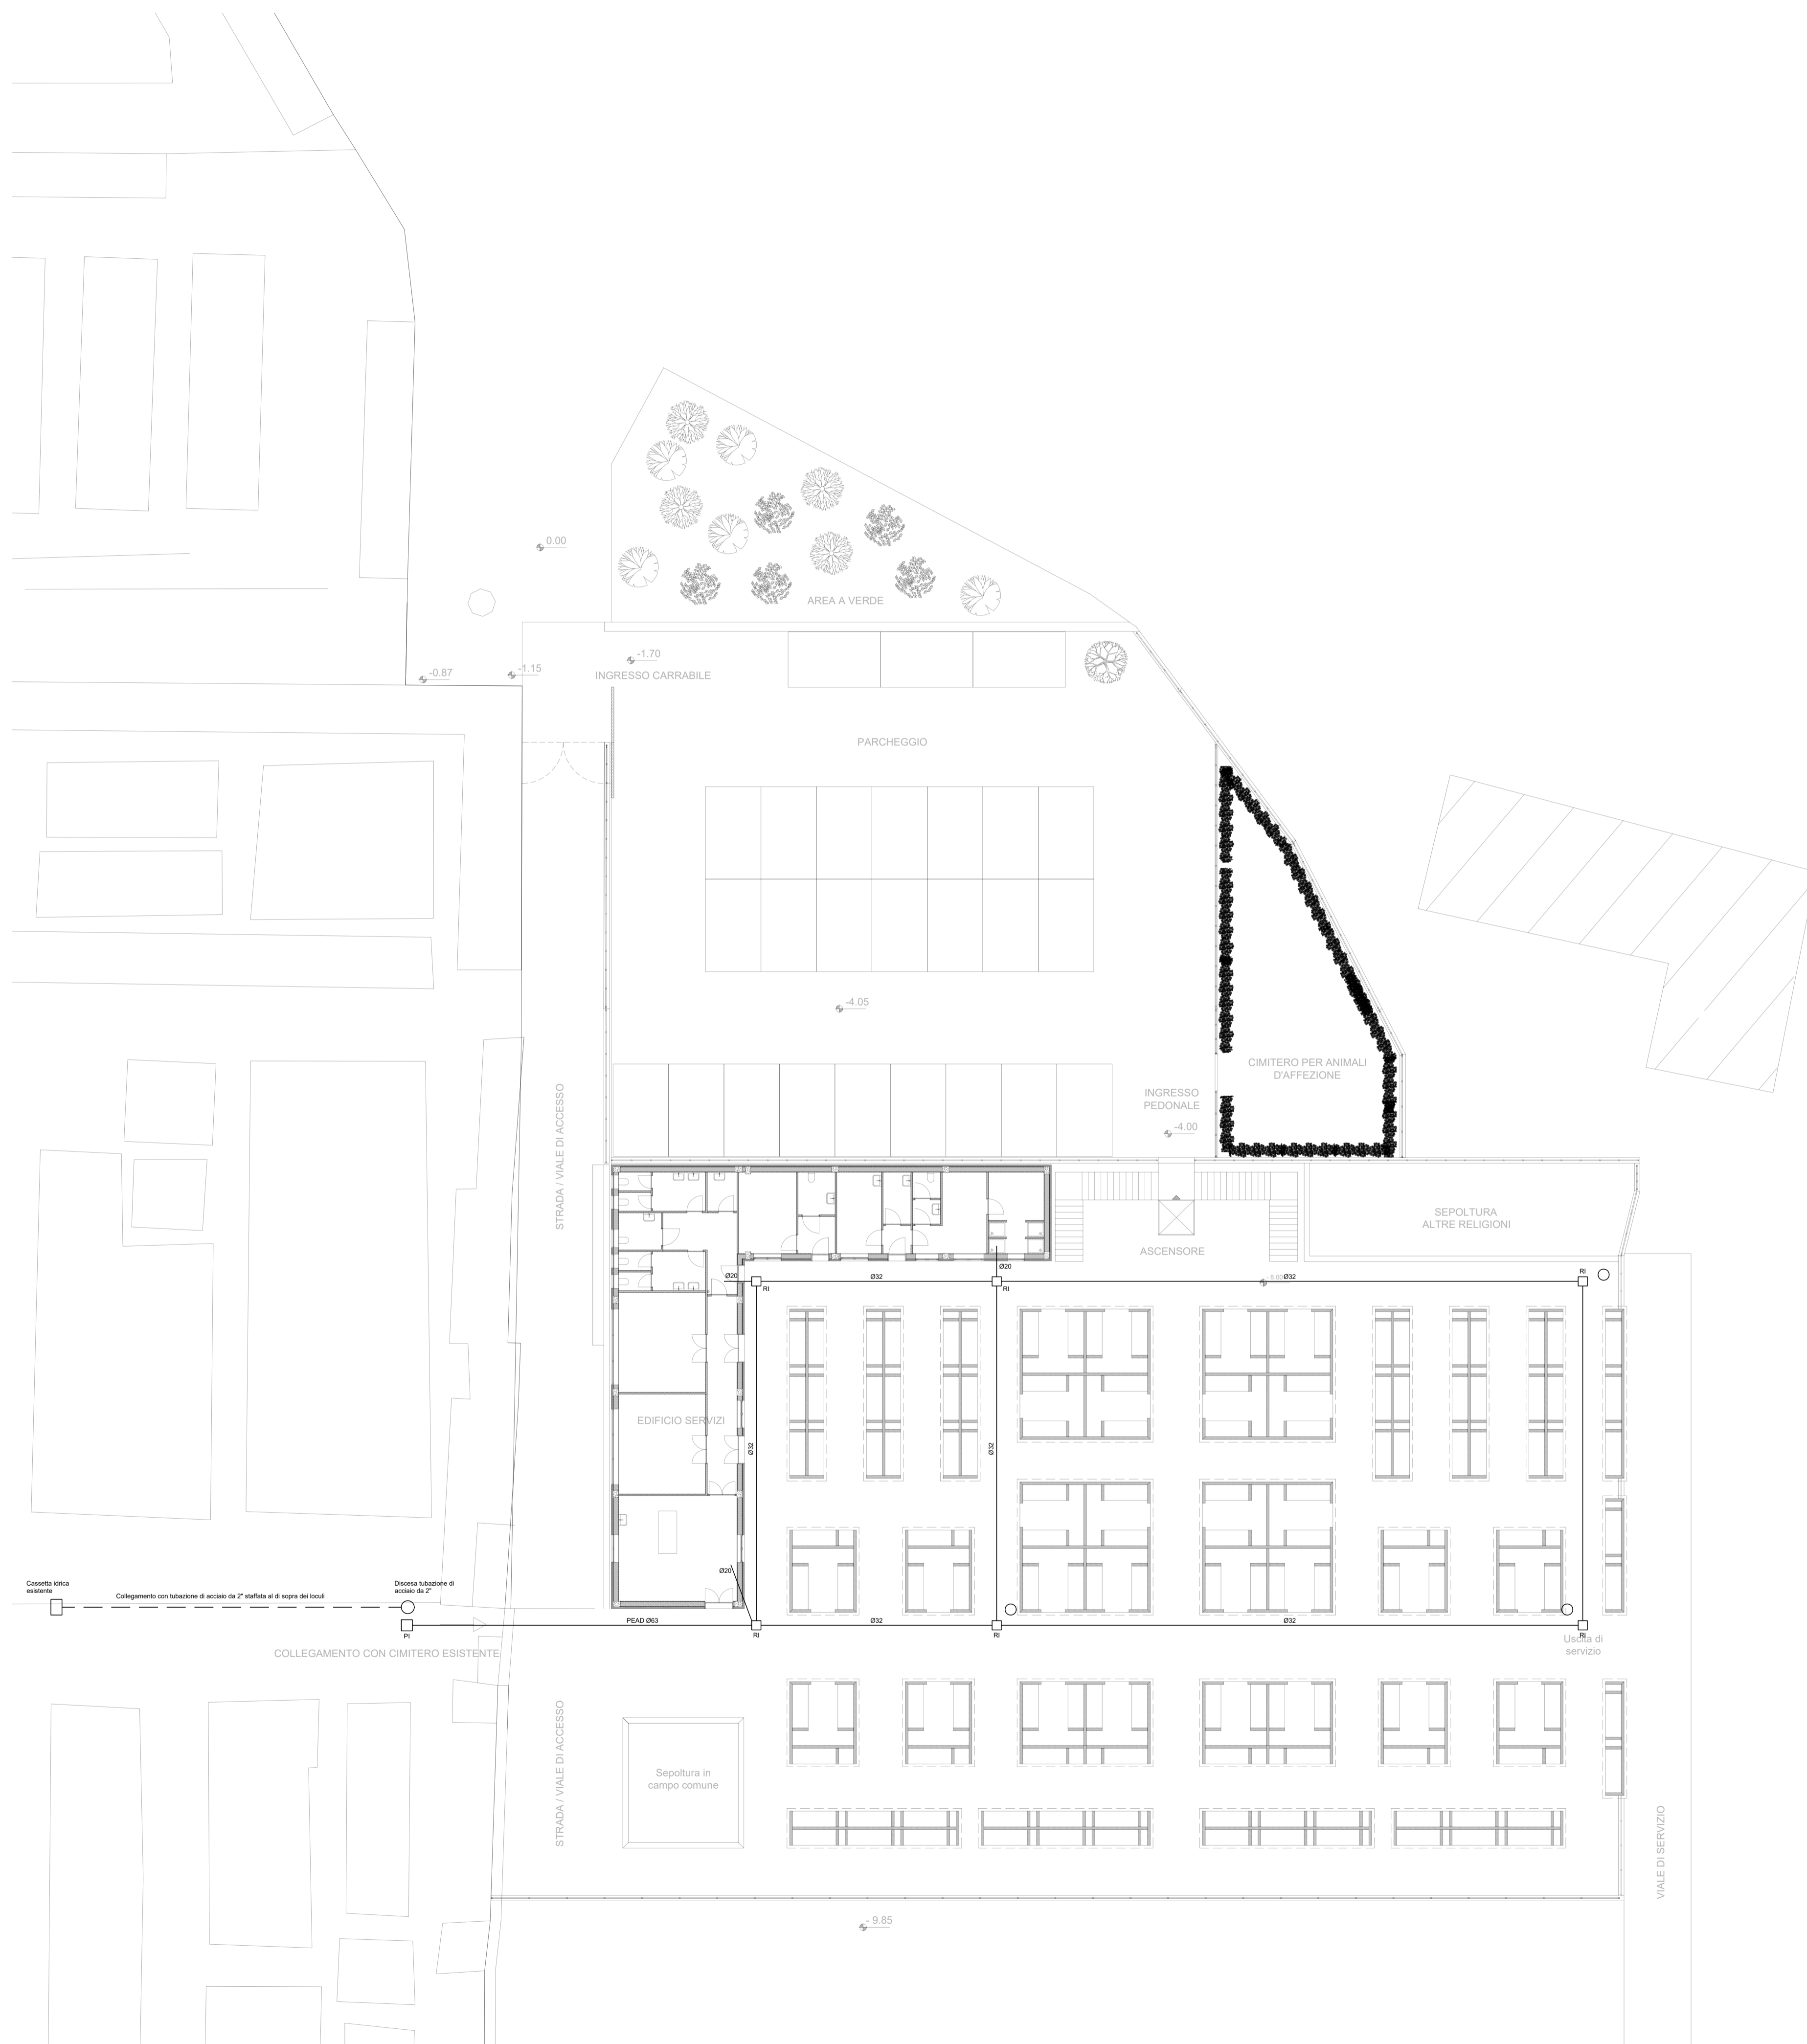 0.00
AREA A VERDE
-0.87
-1.15
-1.70
INGRESSO CARRABILE
PARCHEGGIO
-4.05
CIMITERO PER ANIMALI
D'AFFEZIONE
INGRESSO
PEDONALE
-4.00
STRADA / VIALE DI ACCESSO
SEPOLTURA
ALTRE RELIGIONI
ASCENSORE
Ø20
Ø20
Ø32
- 8.00
Ø32
RI
RI
RI
EDIFICIO SERVIZI
Ø32
Ø32
Ø20
Cassetta idrica
esistente
Collegamento con tubazione di acciaio da 2" staffata al di sopra dei loculi
Discesa tubazione di
acciaio da 2"
PEAD Ø63
Ø32
Ø32
PI
RI
RI
RI
Uscita di
servizio
COLLEGAMENTO CON CIMITERO ESISTENTE
STRADA / VIALE DI ACCESSO
Sepoltura in
campo comune
VIALE DI SERVIZIO
- 9.85